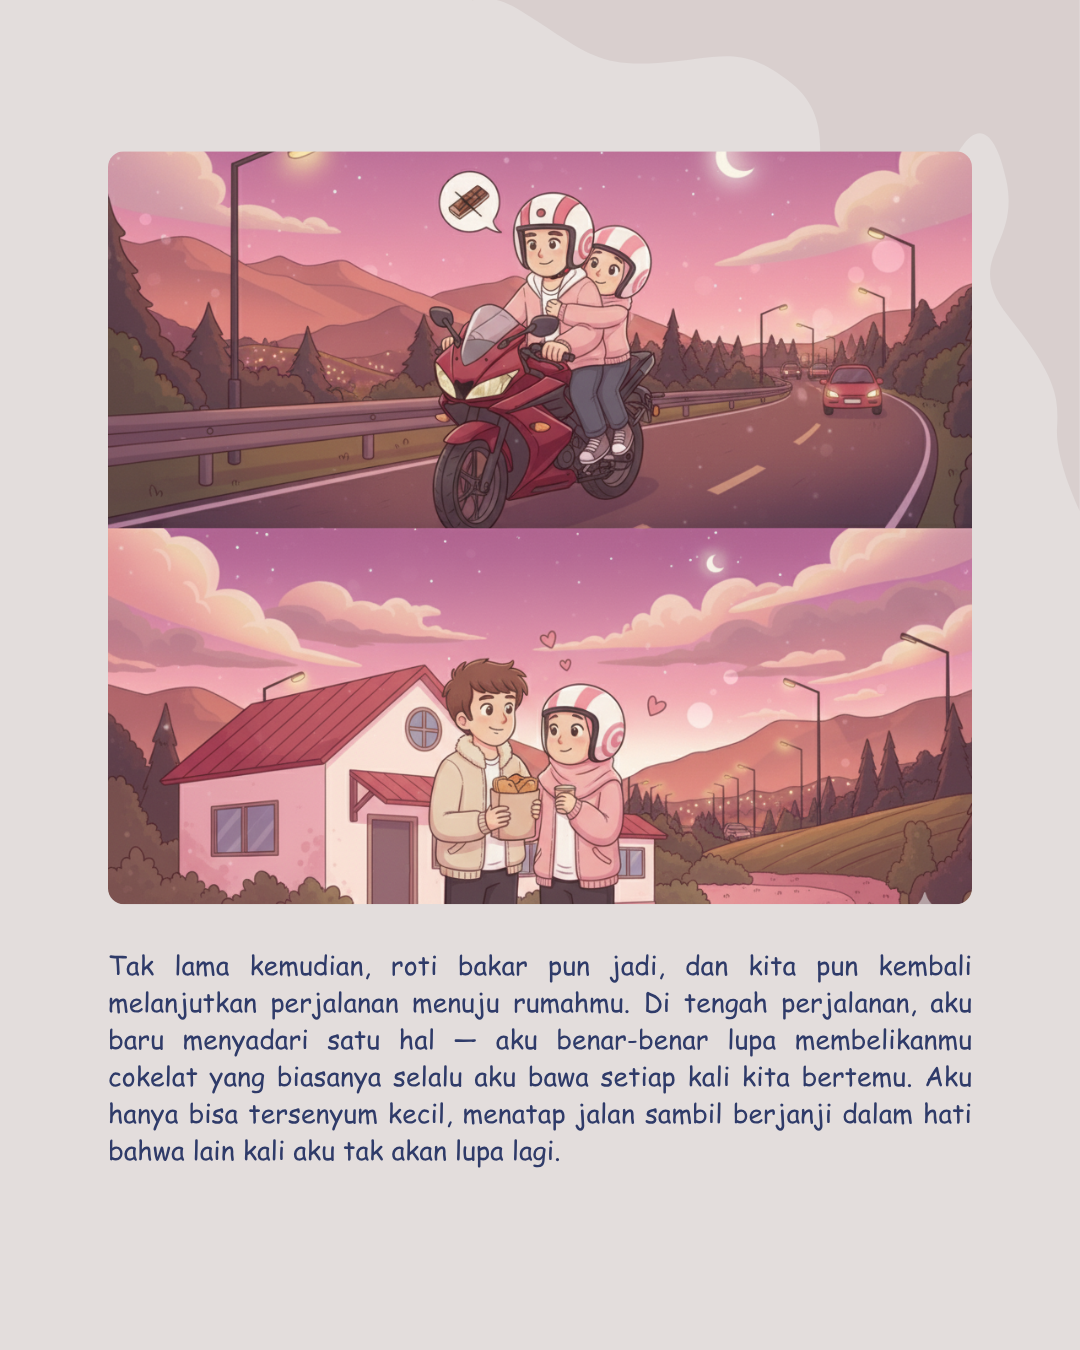 Tak lama kemudian, roti bakar pun jadi, dan kita pun kembali
melanjutkan perjalanan menuju rumahmu. Di tengah perjalanan, aku
baru menyadari satu hal — aku benar-benar lupa membelikanmu
cokelat yang biasanya selalu aku bawa setiap kali kita bertemu. Aku
hanya bisa tersenyum kecil, menatap jalan sambil berjanji dalam hati
bahwa lain kali aku tak akan lupa lagi.